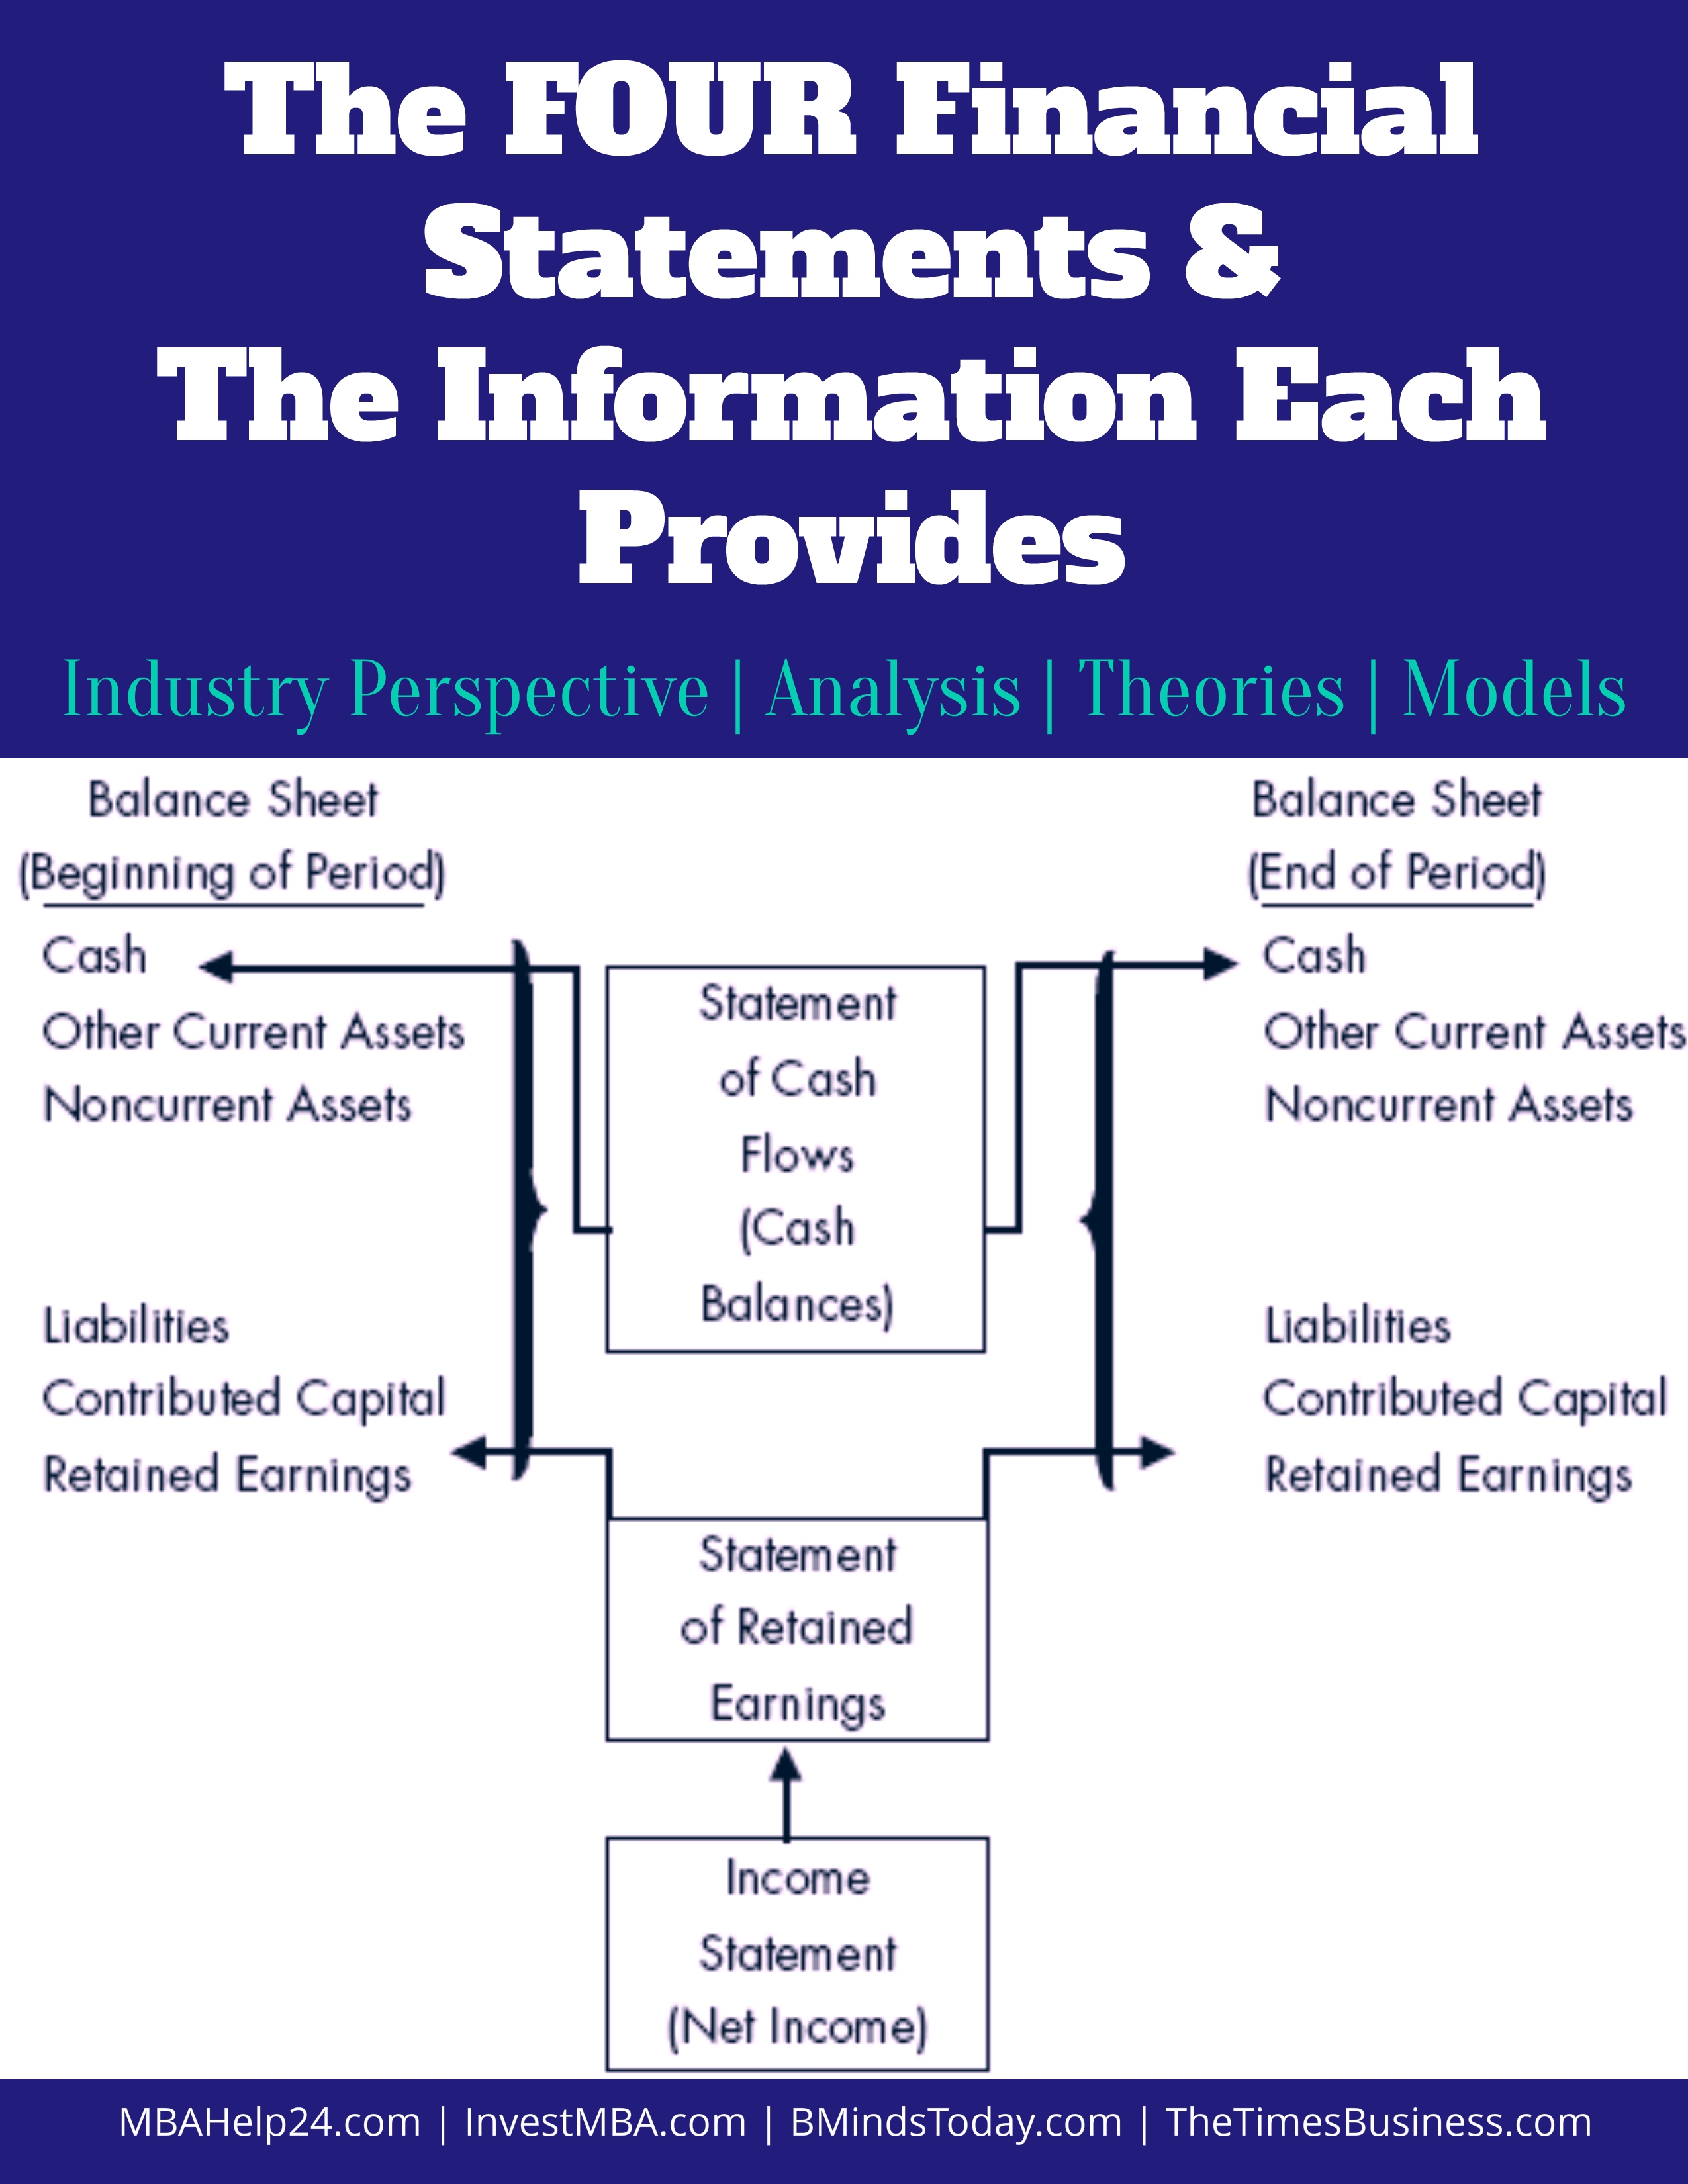 The FOUR Financial
Statements &
The Information Each
Provides
Industry Perspective | Analysis | Theories | Models
Balance Sheet
(Beginning of Period)
Cash
Other Current Assets
Noncurrent Assets
Liabilities
Contributed Capital
Retained Earnings
Statement
of Cash
Flows
(Cash
Balances)
Statement
of Retained
Earnings
Income
Statement
(Net Income)
Balance Sheet
(End of Period)
Cash
Other Current Assets
Noncurrent Assets
Liabilities
Contributed Capital
Retained Earnings
MBAHelp24.com | InvestMBA.com | BMindsToday.com | TheTimesBusiness.com